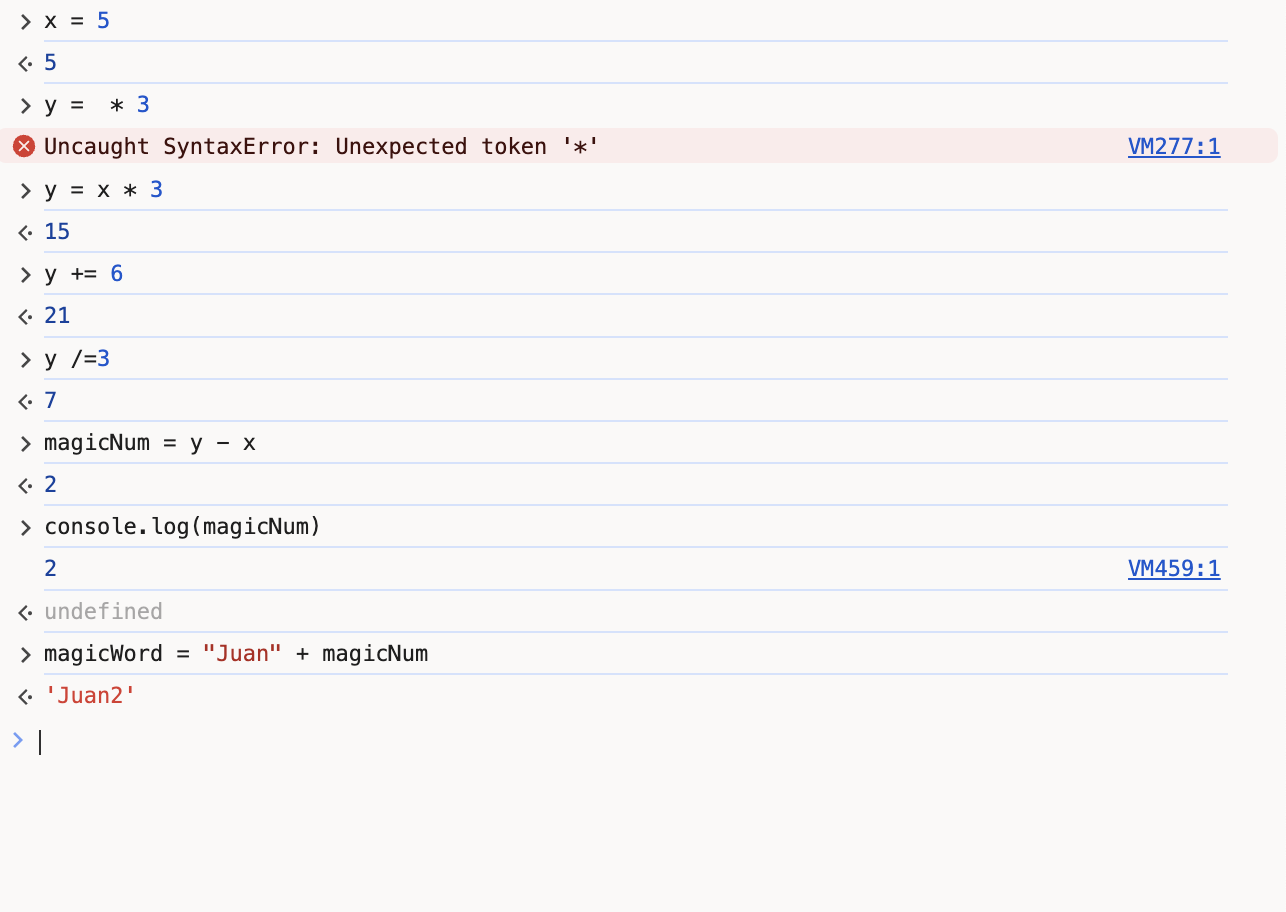 x = 5
5
y =  * 3
Uncaught SyntaxError: Unexpected token '*' VM277:1
y = x * 3
15
y += 6
21
y /=3
7
magicNum = y - x
2
console.log(magicNum)
2 VM459:1
undefined
magicWord = "Juan" + magicNum
'Juan2'